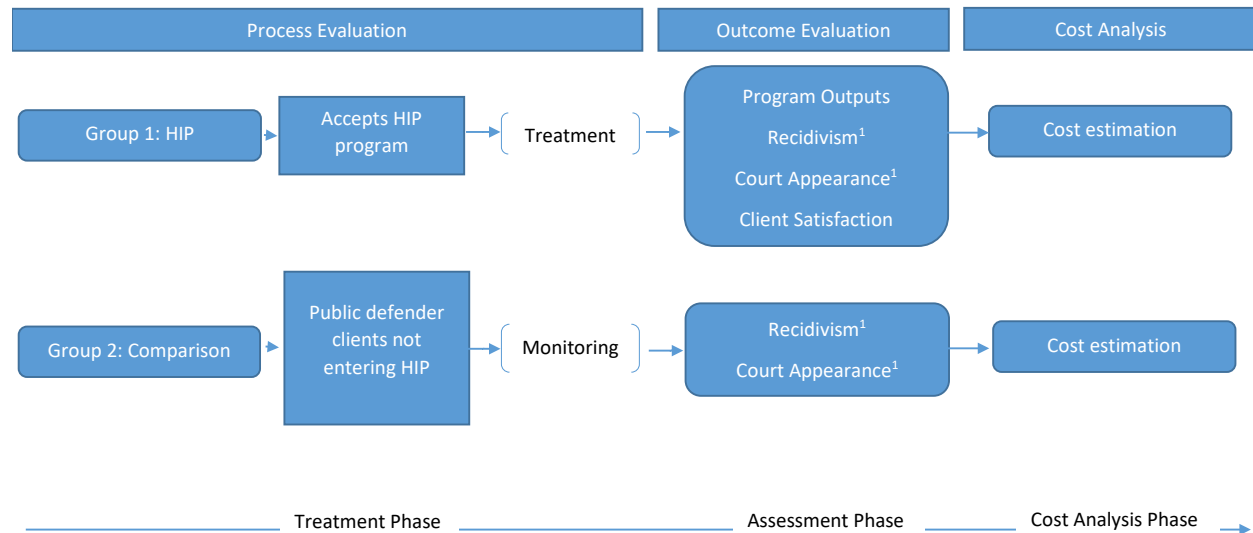 Process Evaluation
Outcome Evaluation
Cost Analysis
Group 1: HIP
Accepts HIP
program
Treatment
Program Outputs
Recidivism¹
Court Appearance¹
Client Satisfaction
Cost estimation
Group 2: Comparison
Public defender
clients not
entering HIP
Monitoring
Recidivism¹
Court Appearance¹
Cost estimation
Treatment Phase
Assessment Phase
Cost Analysis Phase